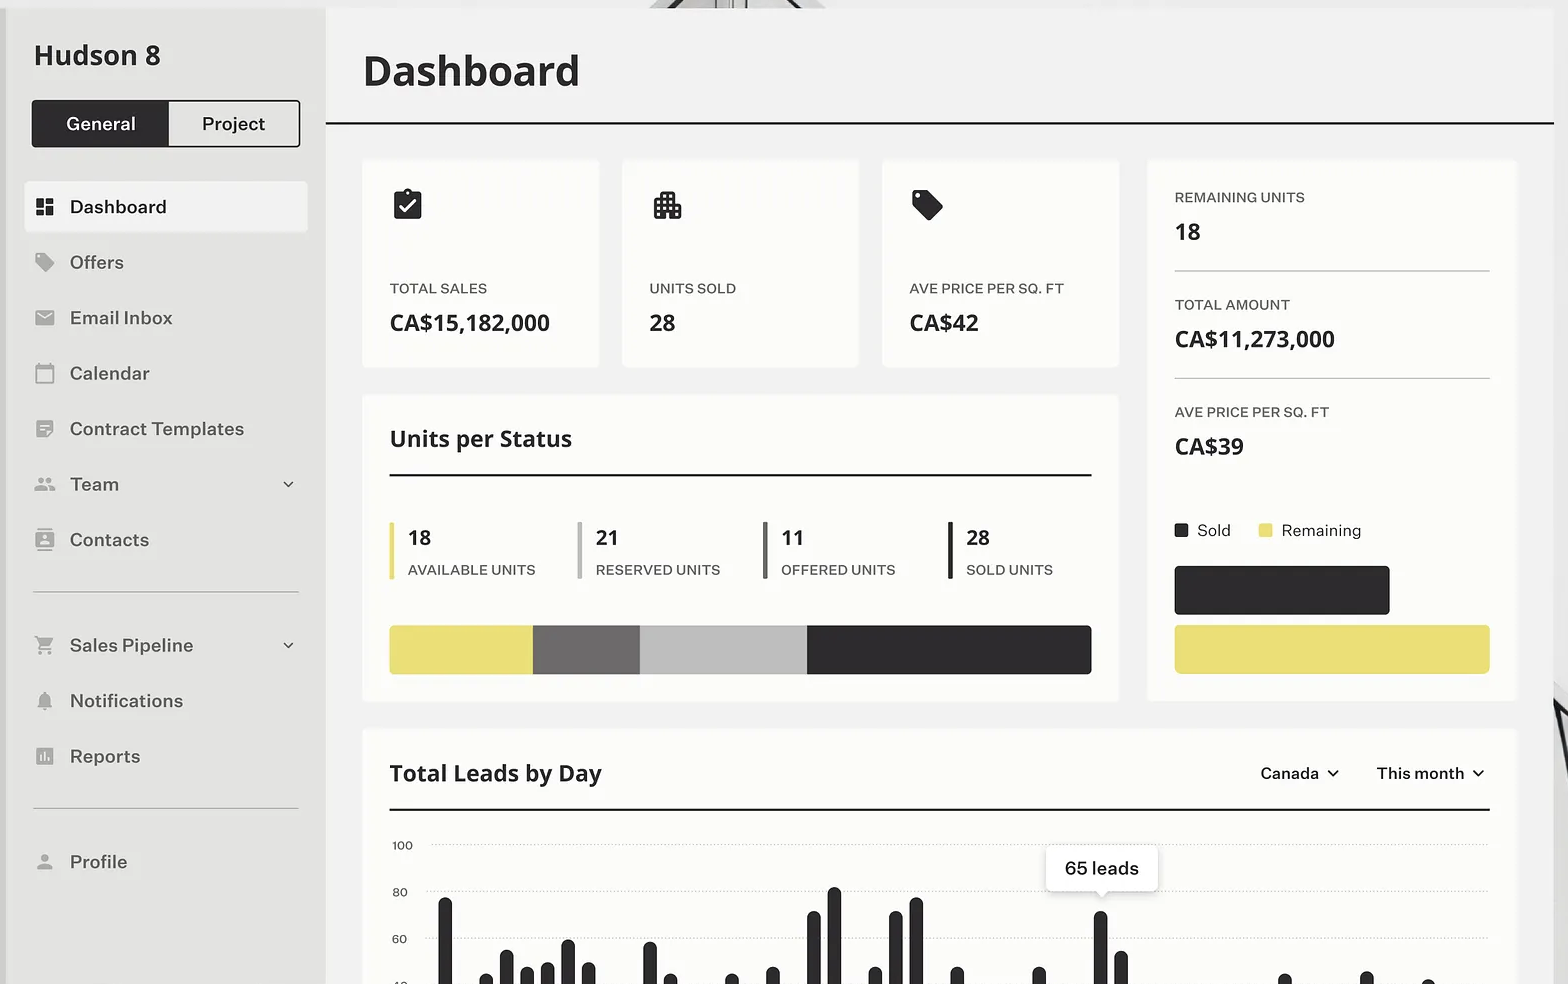 Hudson 8
General
Project
Dashboard
Offers
Email Inbox
Calendar
Contract Templates
Team
Contacts
Sales Pipeline
Notifications
Reports
Profile
Dashboard
TOTAL SALES
CA$15,182,000
UNITS SOLD
28
AVE PRICE PER SQ. FT
CA$42
REMAINING UNITS
18
TOTAL AMOUNT
CA$11,273,000
AVE PRICE PER SQ. FT
CA$39
Sold
Remaining
Units per Status
18
AVAILABLE UNITS
21
RESERVED UNITS
11
OFFERED UNITS
28
SOLD UNITS
Total Leads by Day
Canada
This month
100
80
60
65 leads